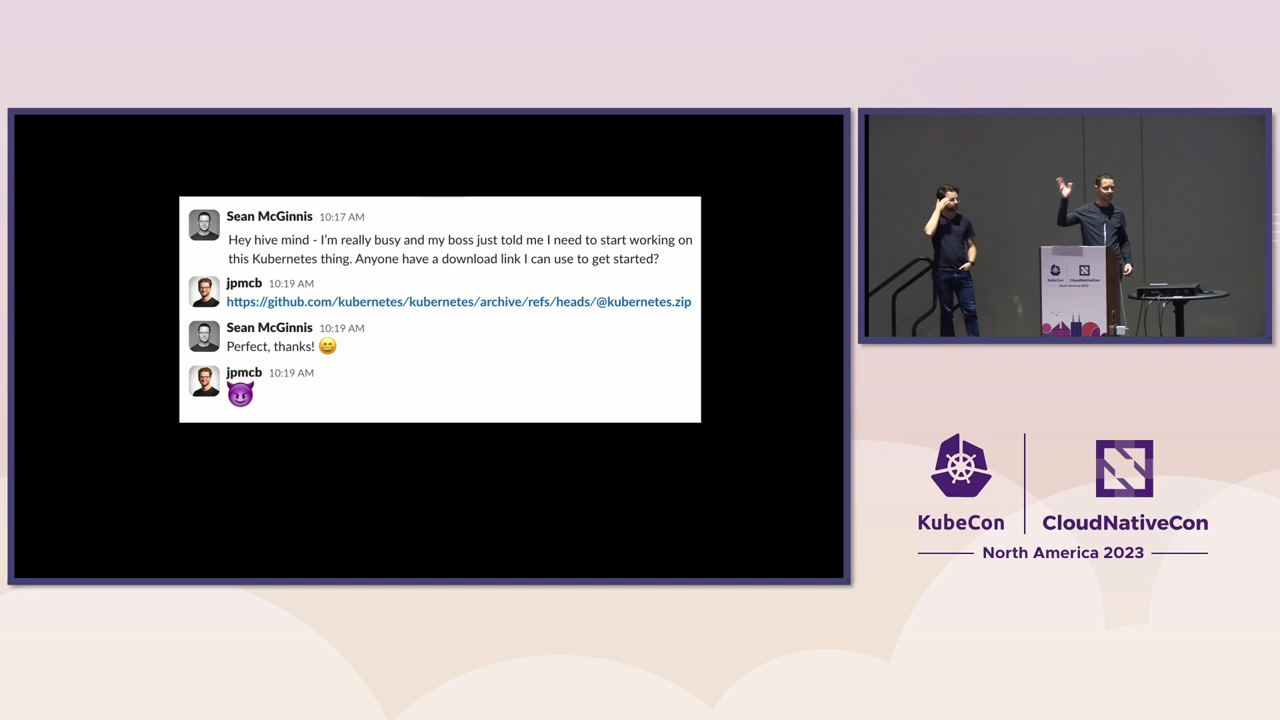 Sean McGinnis 10:17 AM
Hey hive mind - I'm really busy and my boss just told me I need to start working on
this Kubernetes thing. Anyone have a download link I can use to get started?
jpmcb 10:19 AM
https://github.com∕kubernetes∕kubernetes∕archive∕refs∕heads∕@kubernetes.zip
Sean McGinnis 10:19 AM
Perfect, thanks! 😄
jpmcb 10:19 AM
😈
KubeCon
CloudNativeCon
KubeCon
CloudNativeCon
North America 2023